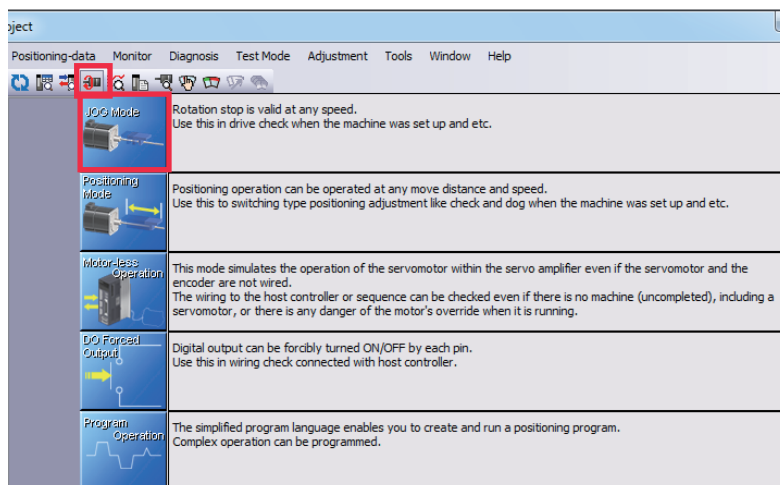 oject
Positioning-data Monitor Diagnosis Test Mode Adjustment Tools Window Help
JOG Mode
Rotation stop is valid at any speed.
Use this in drive check when the machine was set up and etc.
Positioning
Mode
Positioning operation can be operated at any move distance and speed.
Use this to switching type positioning adjustment like check and dog when the machine was set up and etc.
Motor-less
Operation
This mode simulates the operation of the servomotor within the servo amplifier even if the servomotor and the
encoder are not wired.
The wiring to the host controller or sequence can be checked even if there is no machine (uncompleted), including a
servomotor, or there is any danger of the motor's override when it is running.
DO Forced
Output
Digital output can be forcibly turned ON/OFF by each pin.
Use this in wiring check connected with host controller.
Program
Operation
The simplified program language enables you to create and run a positioning program.
Complex operation can be programmed.